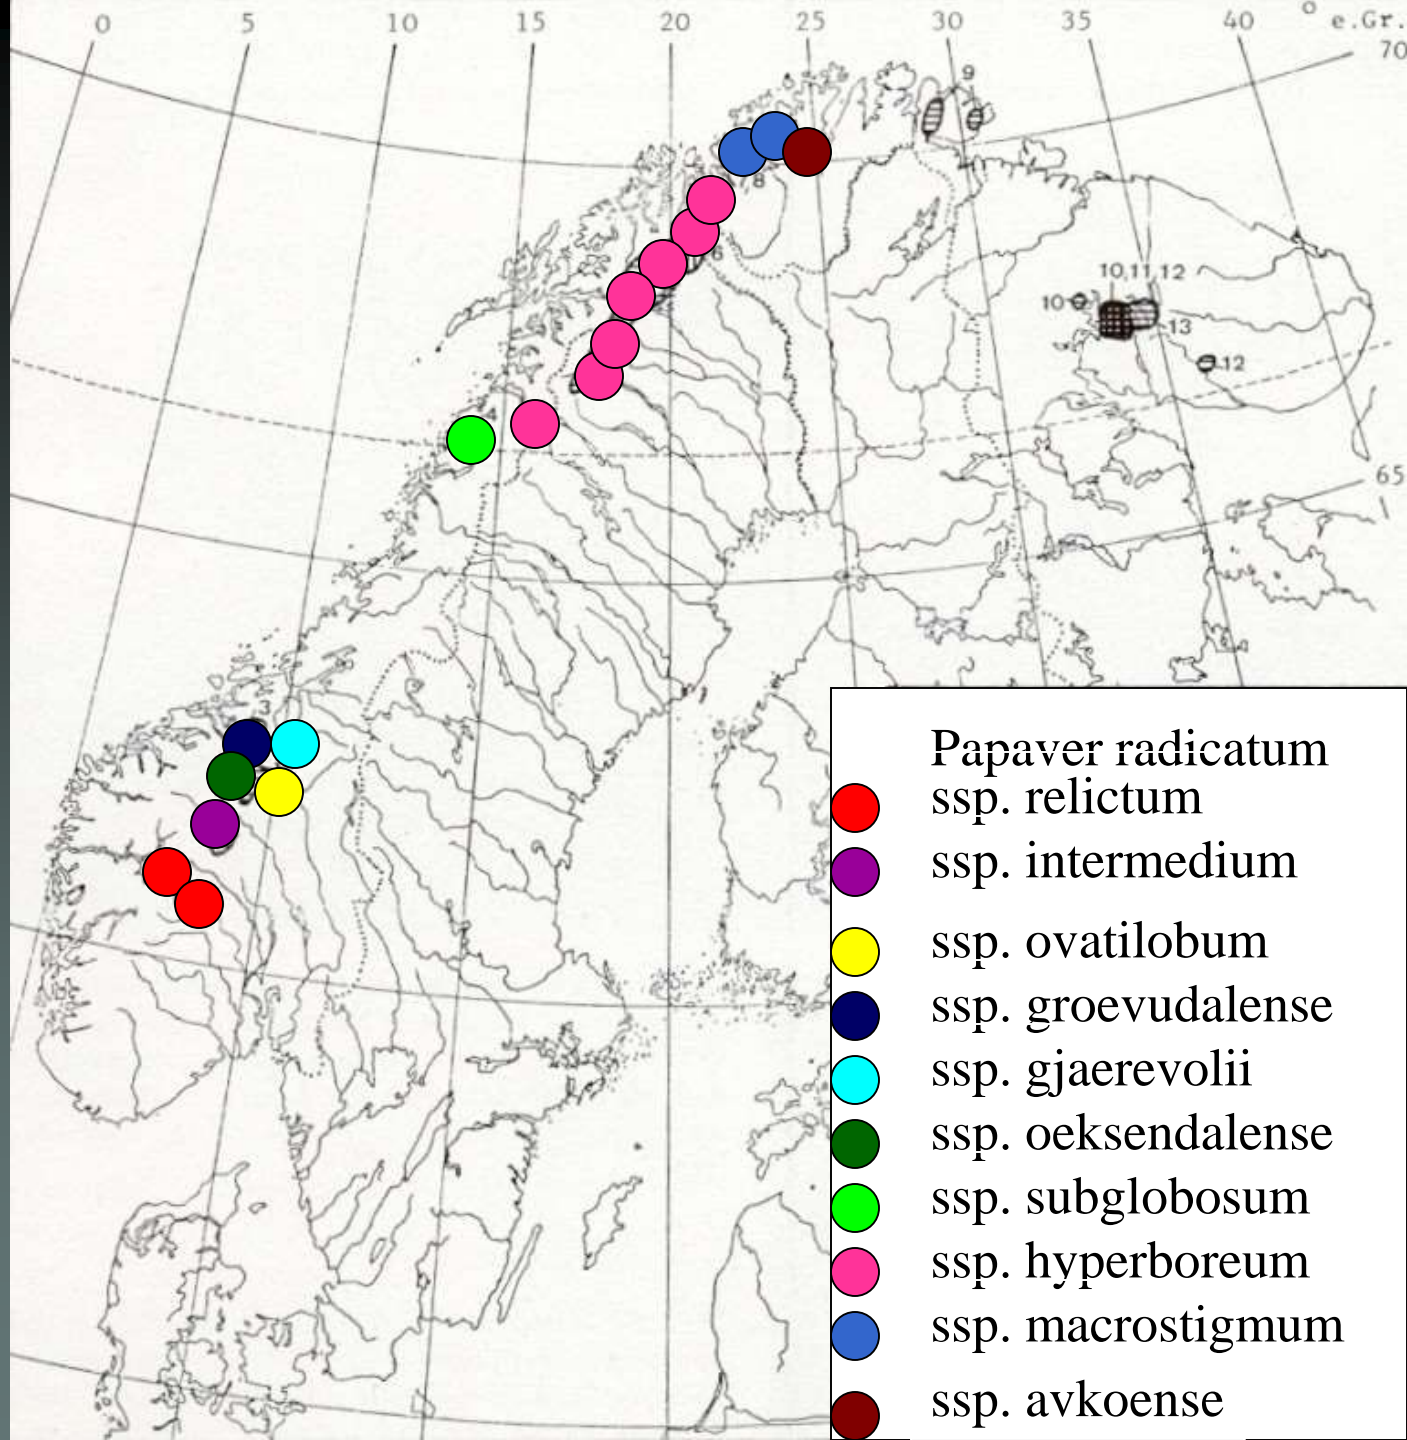 0 5 10 15 20 25 30 35 40 ° e.Gr.
70
9
8
6
10,11,12
10
13
12
4
65
3
Papaver radicatum
ssp. relictum
ssp. intermedium
ssp. ovatilobum
ssp. groevudalense
ssp. gjaerevolii
ssp. oeksendalense
ssp. subglobosum
ssp. hyperboreum
ssp. macrostigmum
ssp. avkoense